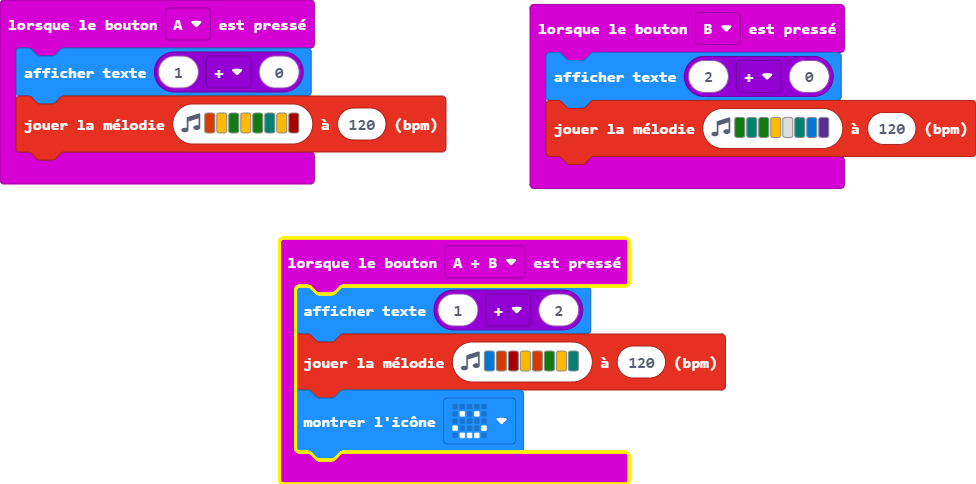 lorsque le bouton A est pressé
afficher texte 1 + 0
jouer la mélodie à 120 (bpm)
lorsque le bouton B est pressé
afficher texte 2 + 0
jouer la mélodie à 120 (bpm)
lorsque le bouton A + B est pressé
afficher texte 1 + 2
jouer la mélodie à 120 (bpm)
montrer l'icône